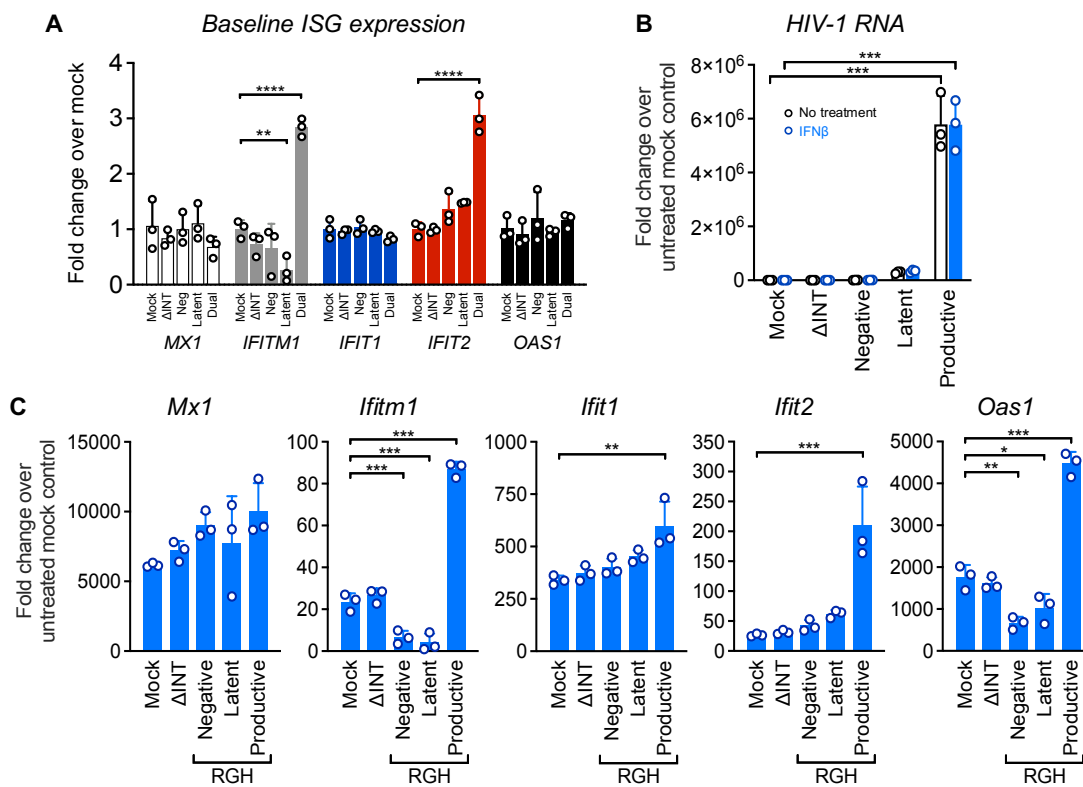 A
Baseline ISG expression
Fold change over mock
4
3
2
1
0
****
**
****
Mock ΔINT Neg Latent Dual
Mock ΔINT Neg Latent Dual
Mock ΔINT Neg Latent Dual
Mock ΔINT Neg Latent Dual
Mock ΔINT Neg Latent Dual
MX1 IFITM1 IFIT1 IFIT2 OAS1
B
HIV-1 RNA
Fold change over
untreated mock control
8×10⁶
6×10⁶
4×10⁶
2×10⁶
0
***
***
No treatment
IFNβ
Mock
ΔINT
Negative
Latent
Productive
C
Mx1
Fold change over
untreated mock control
15000
10000
5000
0
Mock
ΔINT
Negative
Latent
Productive
RGH
Ifitm1
100
80
60
40
20
0
***
***
***
Mock
ΔINT
Negative
Latent
Productive
RGH
Ifit1
1000
750
500
250
0
**
Mock
ΔINT
Negative
Latent
Productive
RGH
Ifit2
350
300
250
200
150
100
50
0
***
Mock
ΔINT
Negative
Latent
Productive
RGH
Oas1
5000
4000
3000
2000
1000
0
***
*
**
Mock
ΔINT
Negative
Latent
Productive
RGH